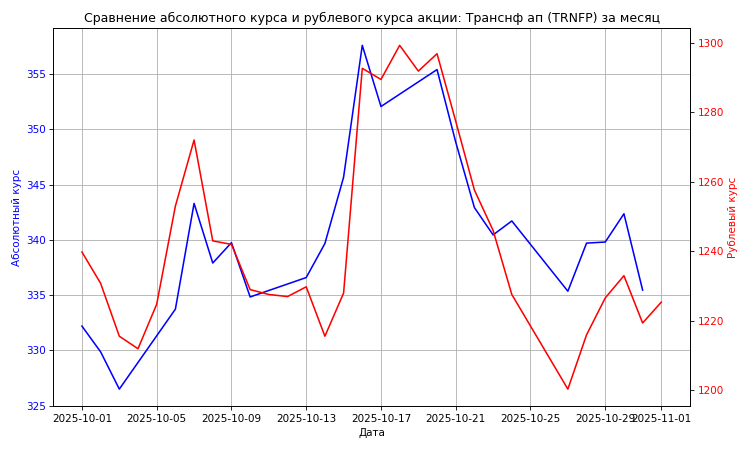 Сравнение абсолютного курса и рублевого курса акции: Транснф ап (TRNFP) за месяц
Абсолютный курс
355
350
345
340
335
330
325
1300
1280
1260
1240
1220
1200
Рублевый курс
2025-10-01 2025-10-05 2025-10-09 2025-10-13 2025-10-17 2025-10-21 2025-10-25 2025-10-29 2025-11-01
Дата